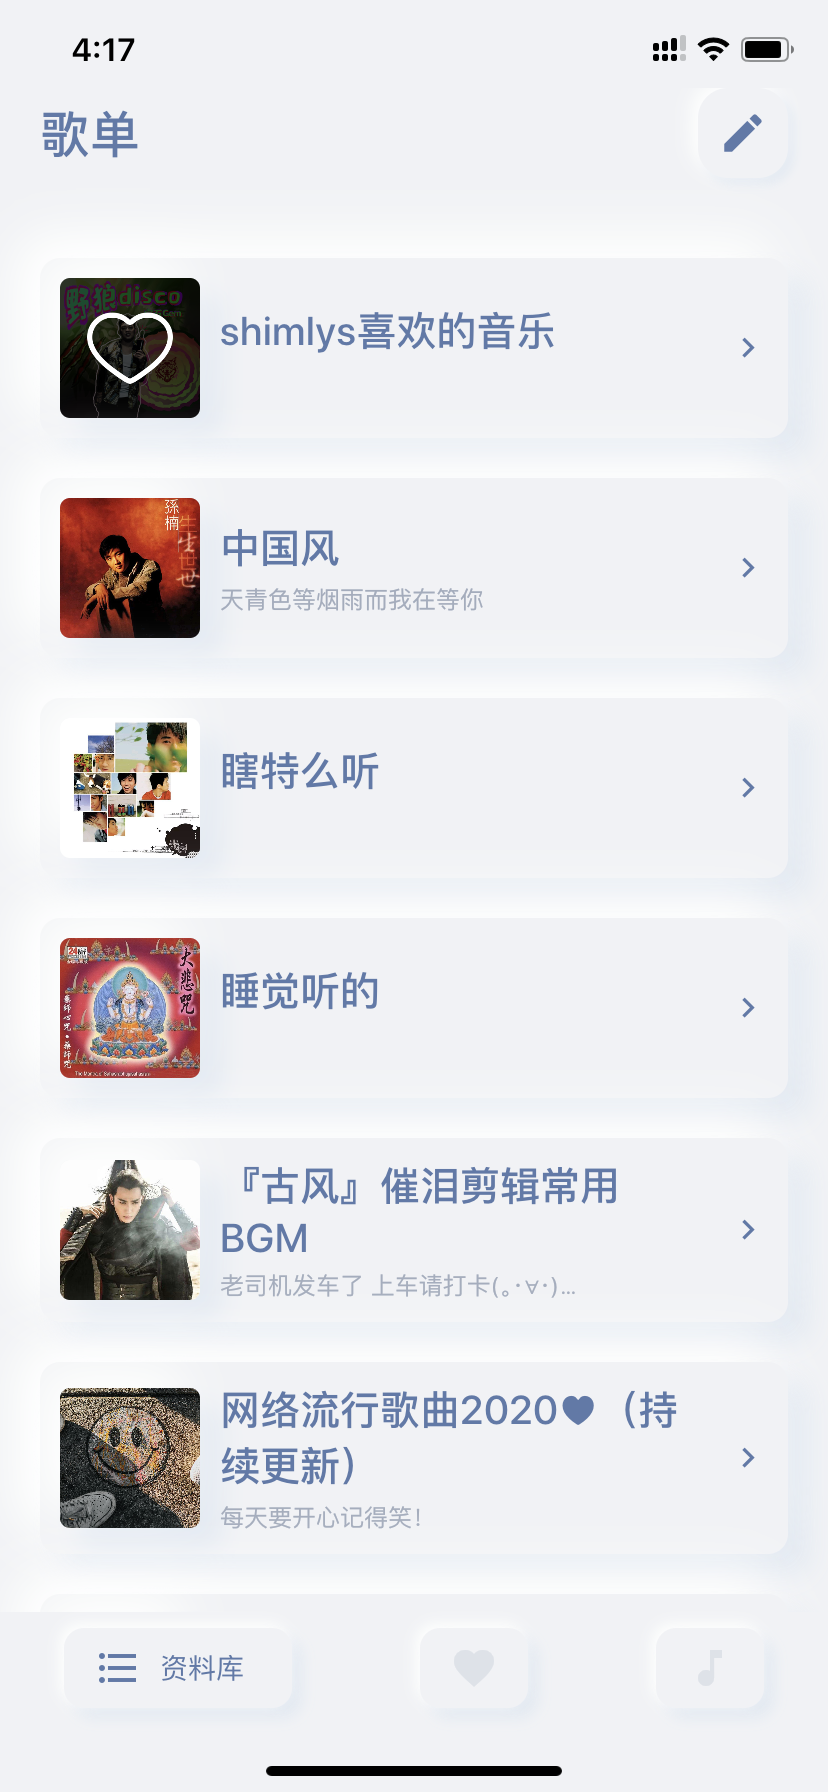 4:17
歌单
野狼disco
shimlys喜欢的音乐
孫楠
生生世世
中国风
天青色等烟雨而我在等你
瞎特么听
大悲咒
睡觉听的
『古风』催泪剪辑常用
BGM
老司机发车了 上车请打卡(｡･∀･)...
网络流行歌曲2020♥（持
续更新）
每天要开心记得笑!
资料库